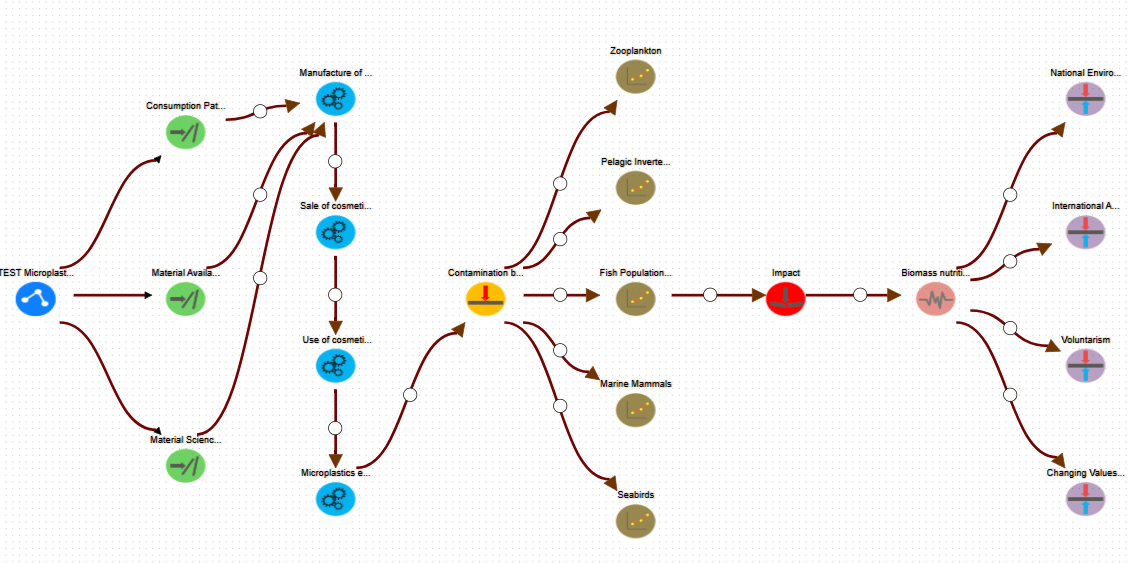 Zooplankton
Manufacture of ...
National Enviro...
Consumption Pat...
Pelagic Inverte...
Sale of cosmeti...
International A...
TEST Microplast...
Material Availa...
Contamination b...
Fish Population...
Impact
Biomass nutriti...
Use of cosmeti...
Voluntarism
Marine Mammals
Material Scienc...
Microplastics e...
Changing Values...
Seabirds